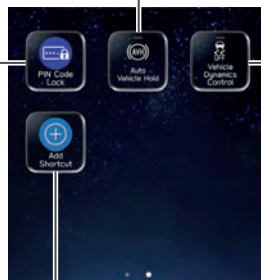 PIN Code
Lock
AVH
Auto
Vehicle Hold
OFF
Vehicle
Dynamics
Control
Add
Shortcut